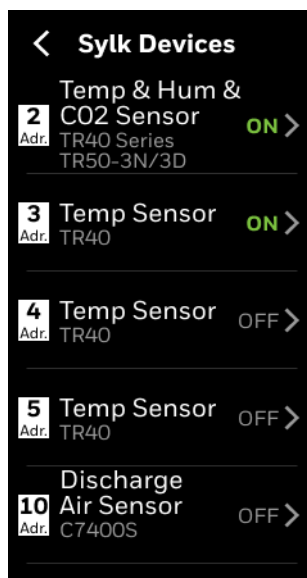 Sylk Devices
Temp & Hum &
CO2 Sensor
2
Adr.
ON
TR40 Series
TR50-3N/3D
3
Adr.
Temp Sensor
TR40
ON
4
Adr.
Temp Sensor
TR40
OFF
5
Adr.
Temp Sensor
TR40
OFF
Discharge
10
Adr.
Air Sensor
C7400S
OFF